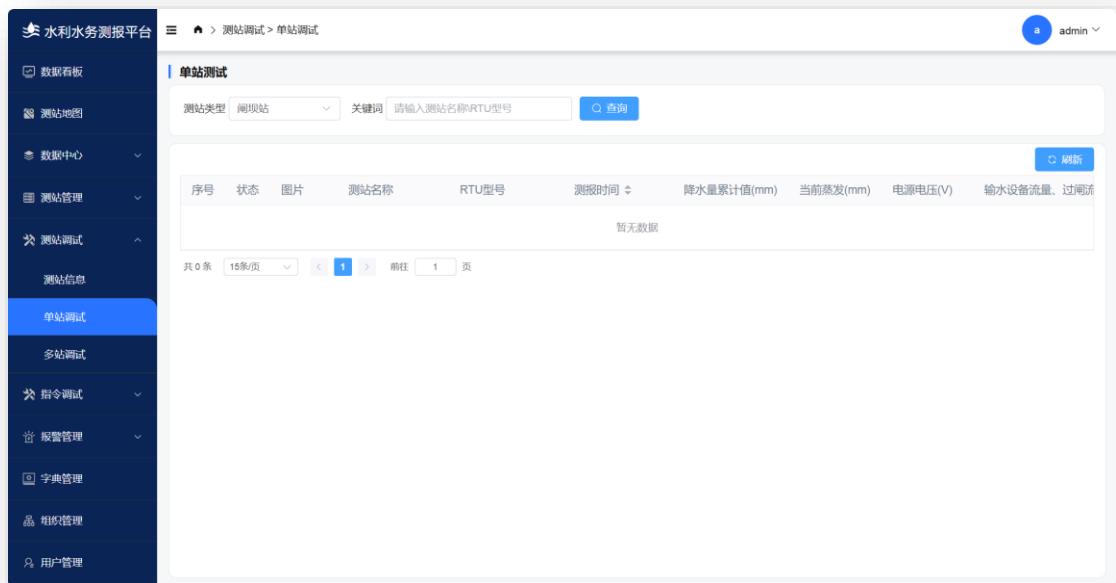 水利水务测报平台
测站调试 > 单站调试
a admin
数据看板
测站地图
数据中心
测站管理
测站调试
测站信息
单站调试
多站调试
指令调试
报警管理
字典管理
组织管理
用户管理
单站测试
测站类型 闸坝站 关键词 请输入测站名称\RTU型号 查询
刷新
序号 状态 图片 测站名称 RTU型号 测报时间 降水量累计值(mm) 当前蒸发(mm) 电源电压(V) 输水设备流量、过闸流
暂无数据
共 0 条 15条/页 < 1 > 前往 1 页